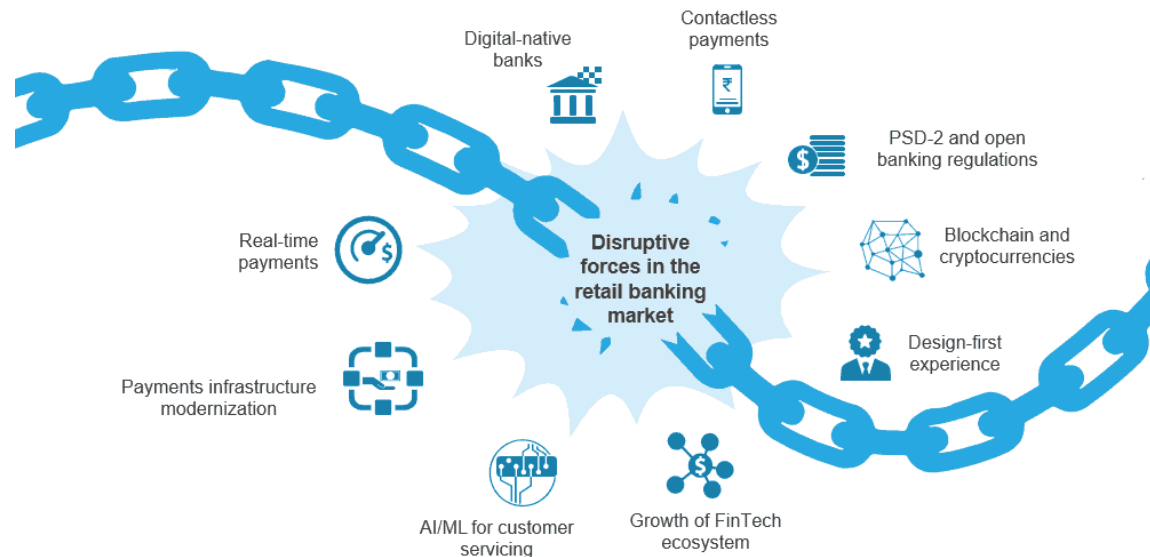 Digital-native
banks
Contactless
payments
₹
PSD-2 and open
banking regulations
$
Real-time
payments
$
Disruptive
forces in the
retail banking
market
Blockchain and
cryptocurrencies
Design-first
experience
Payments infrastructure
modernization
AI/ML for customer
servicing
$
Growth of FinTech
ecosystem